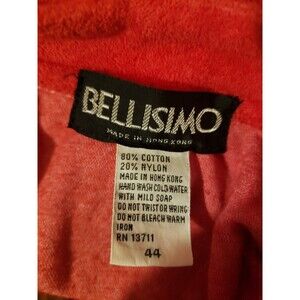 BELLISIMO
MADE IN HONG KONG
80% COTTON
20% NYLON
MADE IN HONG KONG
HAND WASH COLD WATER
WITH MILD SOAP
DO NOT TWIST OR WRING
DO NOT BLEACH WARM
IRON
RN 13711
44